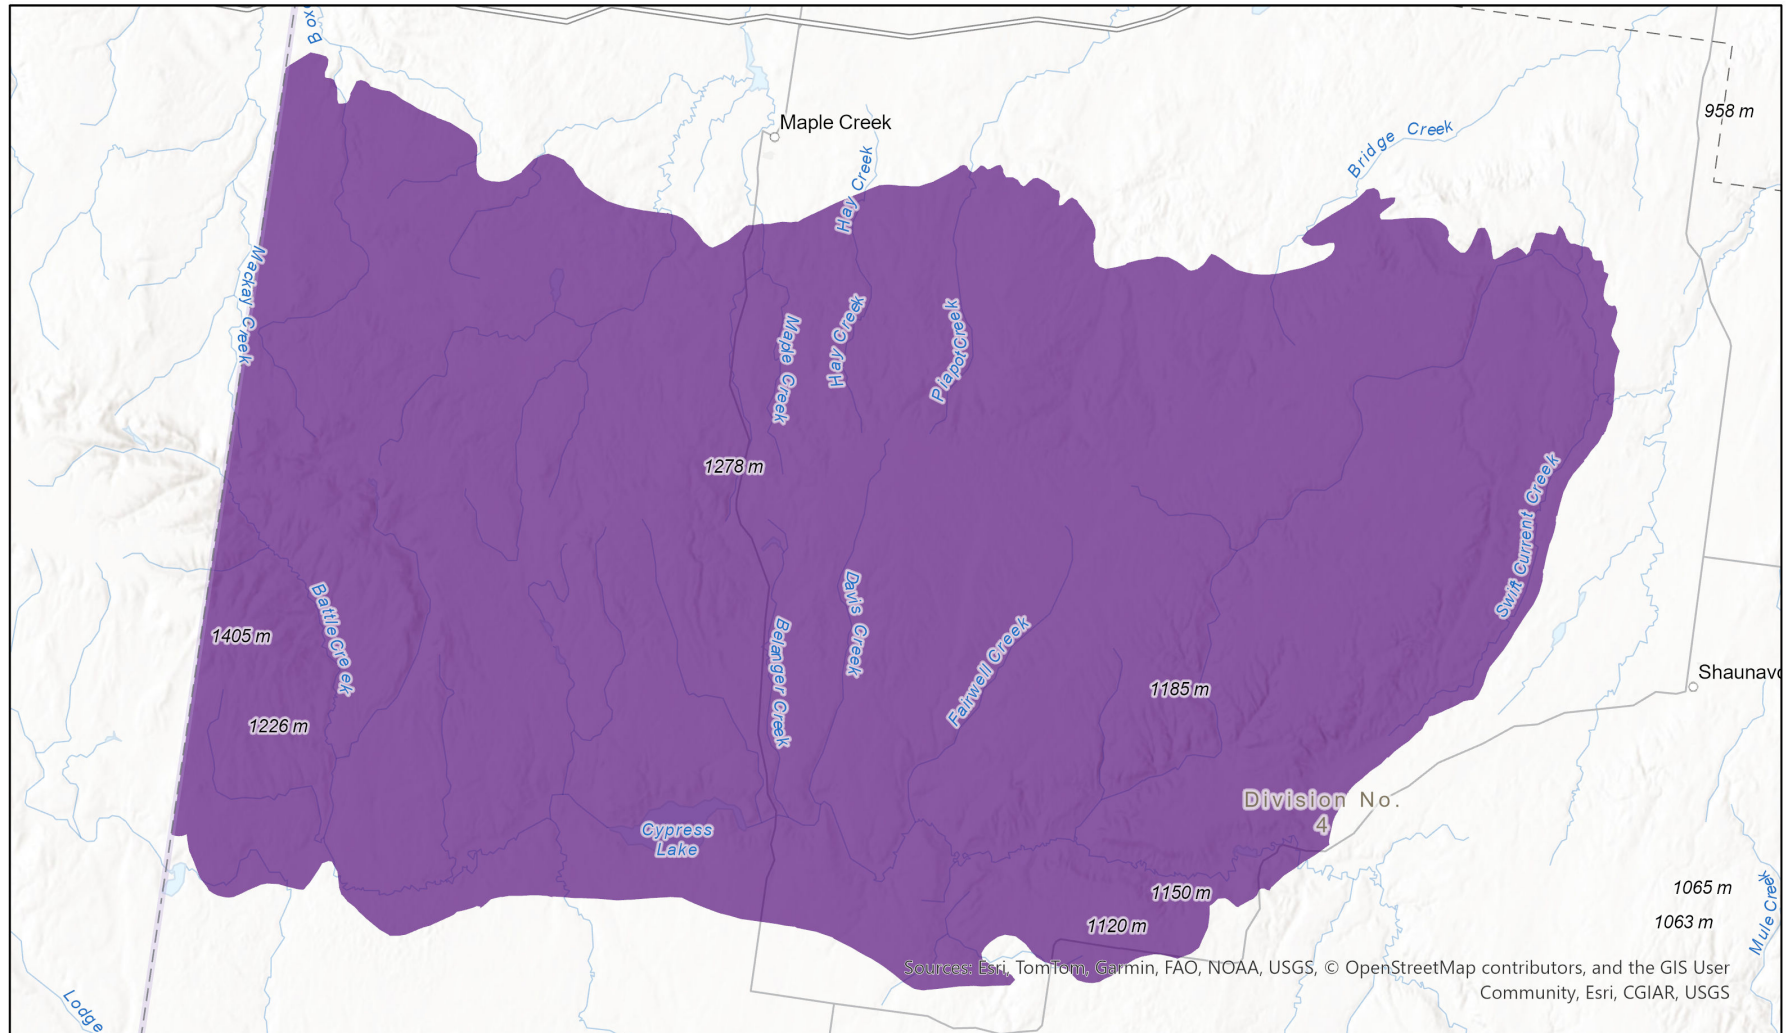 Boxo
958 m
Maple Creek
Bridge Creek
Hay Creek
Mackay Creek
Maple Creek
Hay Creek
Piapot Creek
1278 m
Swift Current Creek
Battle Creek
1405 m
Belanger Creek
Davis Creek
Fairwell Creek
1185 m
Shaunavo
1226 m
Division No.
4
Cypress
Lake
1150 m
1065 m
1120 m
1063 m
Mule Creek
Lodge
Sources: Esri, TomTom, Garmin, FAO, NOAA, USGS, © OpenStreetMap contributors, and the GIS User
Community, Esri, CGIAR, USGS